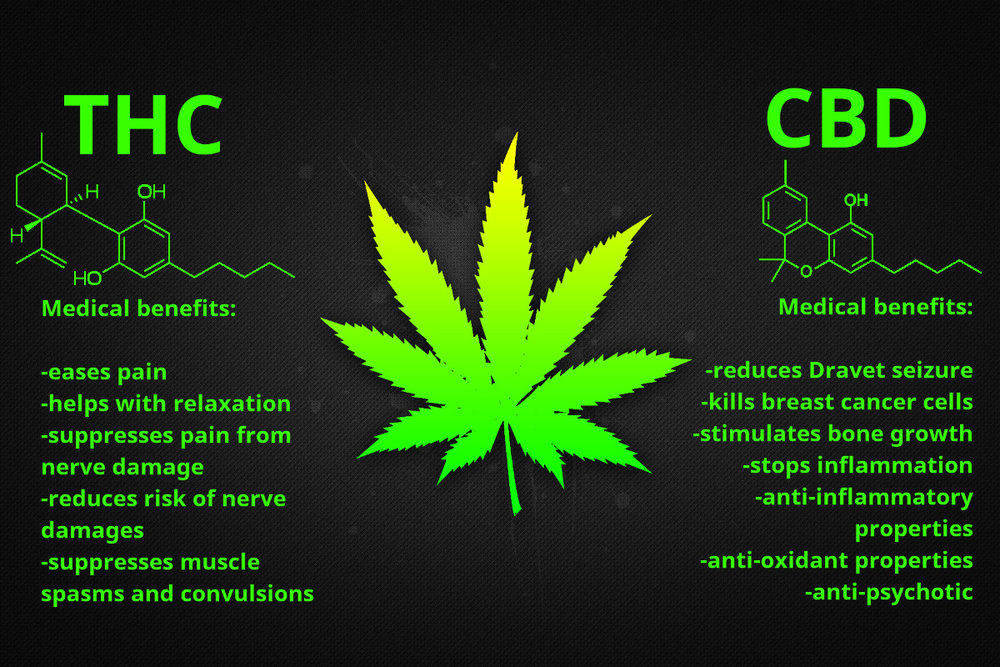 THC
H
OH
H
HO
Medical benefits:
-eases pain
-helps with relaxation
-suppresses pain from
nerve damage
-reduces risk of nerve
damages
-suppresses muscle
spasms and convulsions
CBD
OH
O
Medical benefits:
-reduces Dravet seizure
-kills breast cancer cells
-stimulates bone growth
-stops inflammation
-anti-inflammatory
properties
-anti-oxidant properties
-anti-psychotic